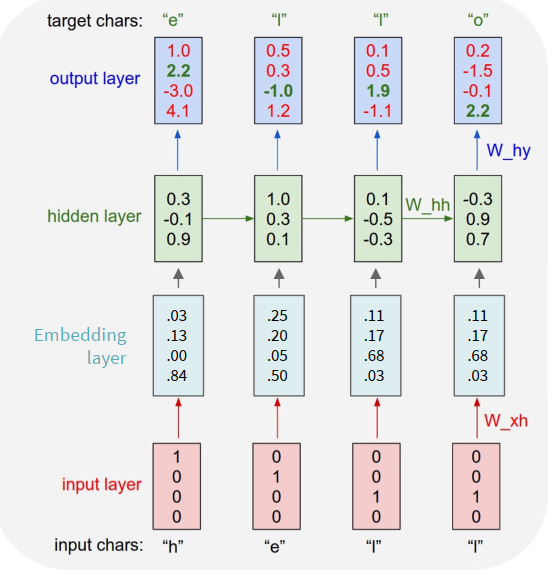 target chars: “e” “l” “l” “o”
output layer
1.0 0.5 0.1 0.2
2.2 0.3 0.5 -1.5
-3.0 -1.0 1.9 -0.1
4.1 1.2 -1.1 2.2
W_hy
hidden layer
0.3 1.0 0.1 -0.3
-0.1 0.3 -0.5 0.9
0.9 0.1 -0.3 0.7
W_hh
Embedding
layer
.03 .25 .11 .11
.13 .20 .17 .17
.00 .05 .68 .68
.84 .50 .03 .03
W_xh
input layer
1 0 0 0
0 1 0 0
0 0 1 1
0 0 0 0
input chars: “h” “e” “l” “l”